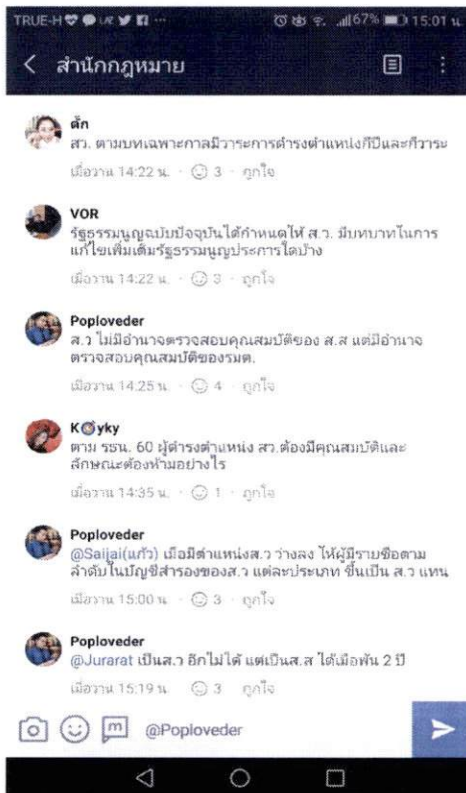 TRUE-H
67% 15:01 น.
สำนักกฎหมาย
ตั๊ก
สว. ตามบทเฉพาะกาลมีวาระการดำรงตำแหน่งกี่ปีและกี่วาระ
เมื่อวาน 14:22 น. · 3 · ถูกใจ
VOR
รัฐธรรมนูญฉบับปัจจุบันได้กำหนดให้ ส.ว. มีบทบาทในการ
แก้ไขเพิ่มเติมรัฐธรรมนูญประการใดบ้าง
เมื่อวาน 14:22 น. · 3 · ถูกใจ
Poploveder
ส.ว ไม่มีอำนาจตรวจสอบคุณสมบัติของ ส.ส แต่มีอำนาจ
ตรวจสอบคุณสมบัติของรมต.
เมื่อวาน 14:25 น. · 4 · ถูกใจ
K yky
ตาม รธน. 60 ผู้ดำรงตำแหน่ง สว.ต้องมีคุณสมบัติและ
ลักษณะต้องห้ามอย่างไร
เมื่อวาน 14:35 น. · 1 · ถูกใจ
Poploveder
@Saijai(แก้ว) เมื่อมีตำแหน่งส.ว ว่างลง ให้ผู้มีรายชื่อตาม
ลำดับในบัญชีสำรองของส.ว แต่ละประเภท ขึ้นเป็น ส.ว แทน
เมื่อวาน 15:00 น. · 3 · ถูกใจ
Poploveder
@Jurarat เป็นส.ว อีกไม่ได้ แต่เป็นส.ส ได้เมื่อพ้น 2 ปี
เมื่อวาน 15:19 น. · 3 ถูกใจ
@Poploveder